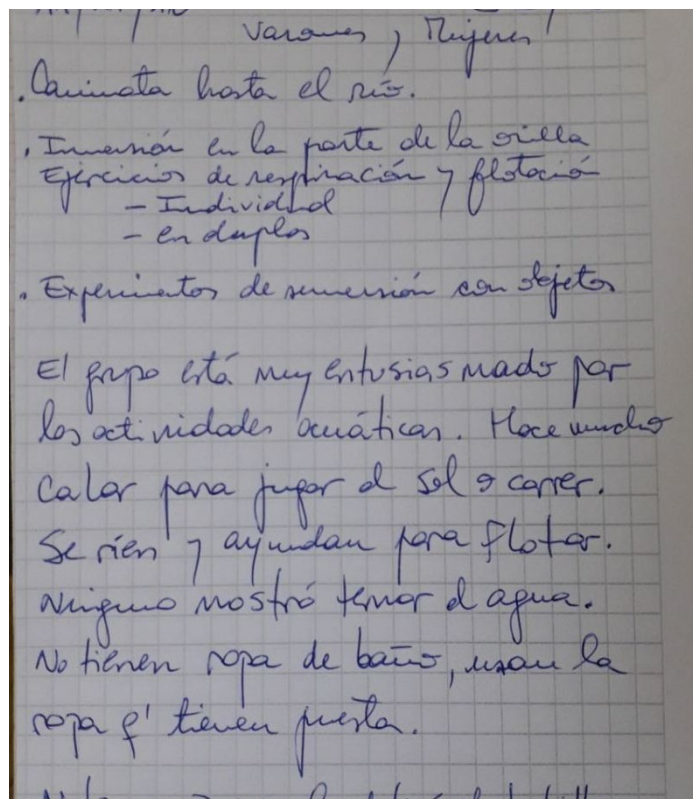 Varones y Mujeres
. Caminata hasta el río.
. Inmersión en la parte de la orilla
Ejercicios de respiración y flotación
- Individual
- en duplas
. Experimentos de inmersión con objetos
El grupo está muy entusiasmado por
las actividades acuáticas. Hace mucho
calor para jugar al sol o correr.
Se ríen y ayudan para flotar.
Ninguno mostró temor al agua.
No tienen ropa de baño, usan la
ropa q' tienen puesta.